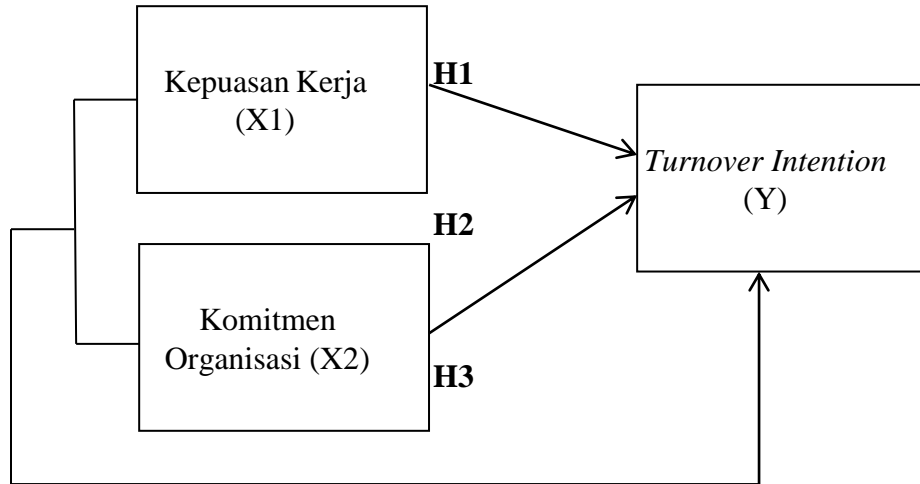 Kepuasan Kerja
(X1)
H1
Turnover Intention
(Y)
H2
Komitmen
Organisasi (X2)
H3